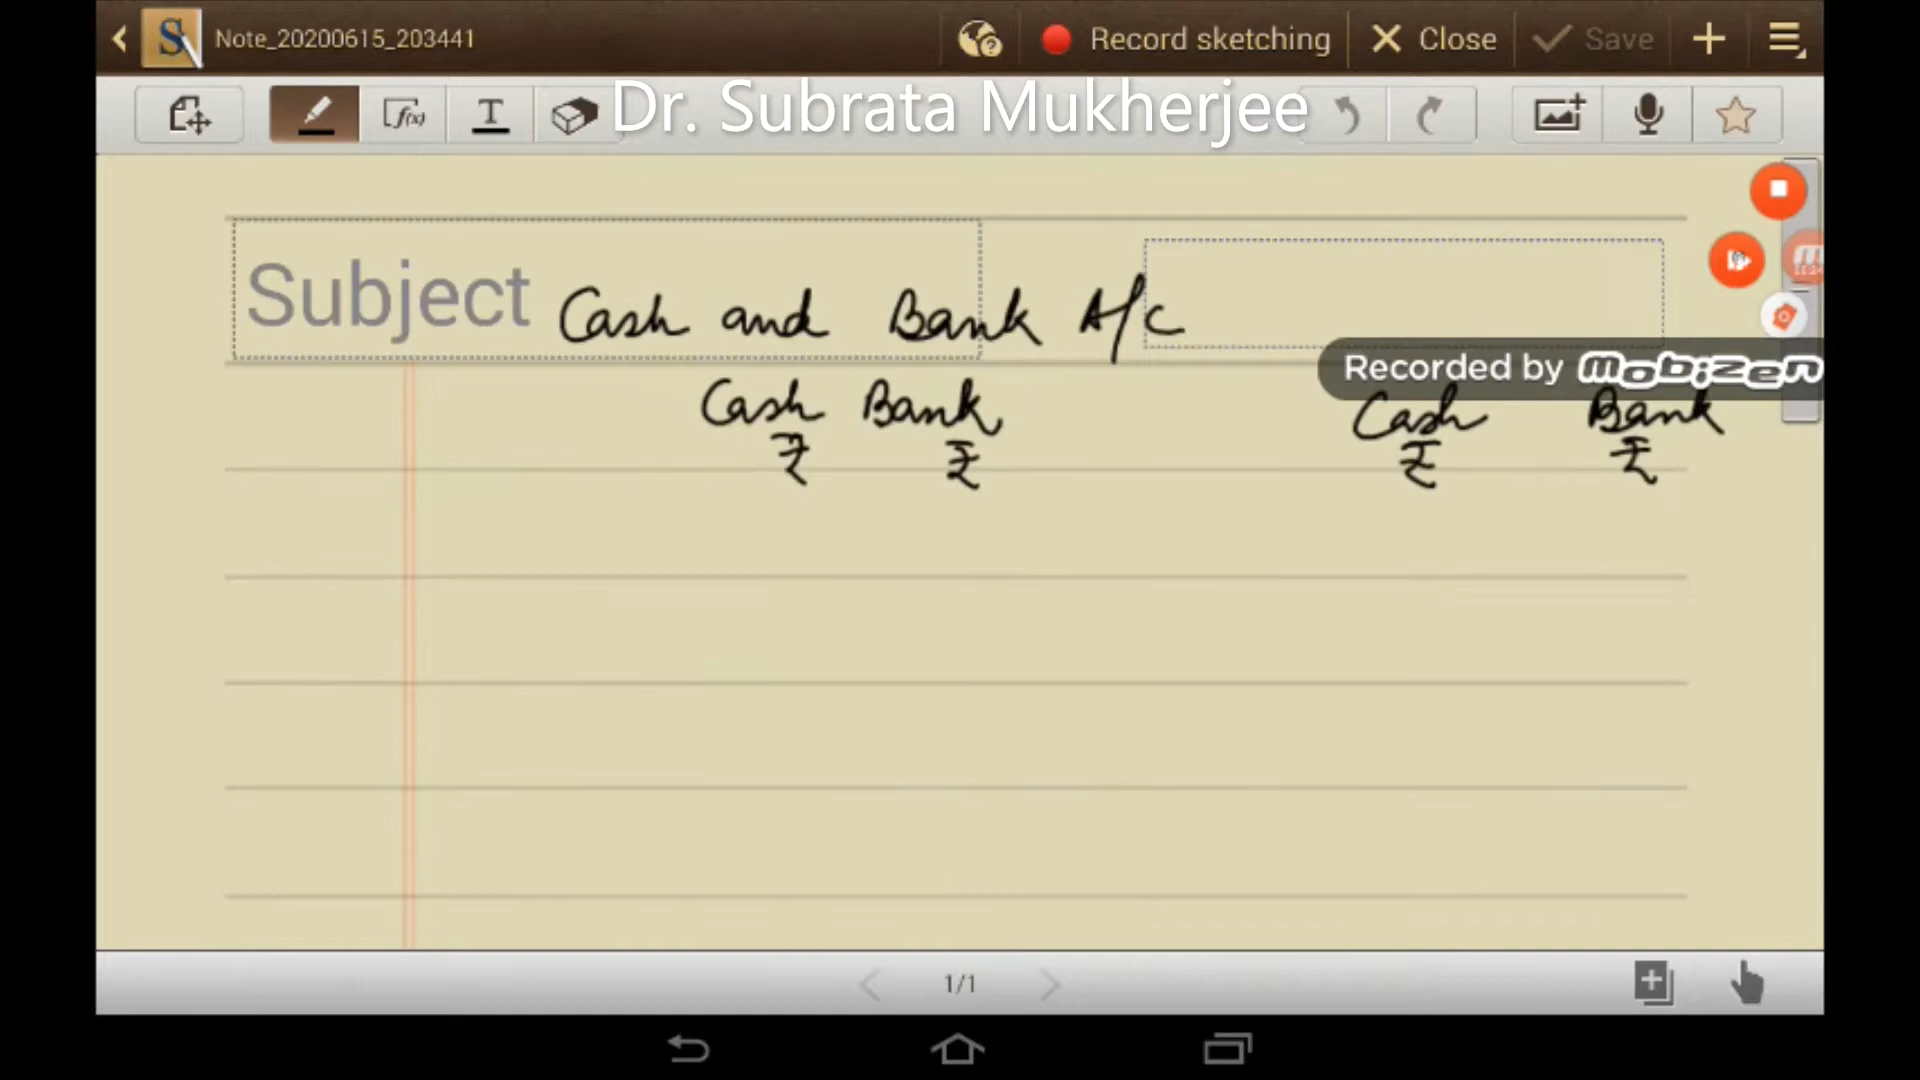 Note_20200615_203441 Record sketching Close Save
Dr. Subrata Mukherjee
Subject Cash and Bank A/c
Recorded by mobizen
Cash Bank Cash Bank
₹ ₹ ₹ ₹
1/1